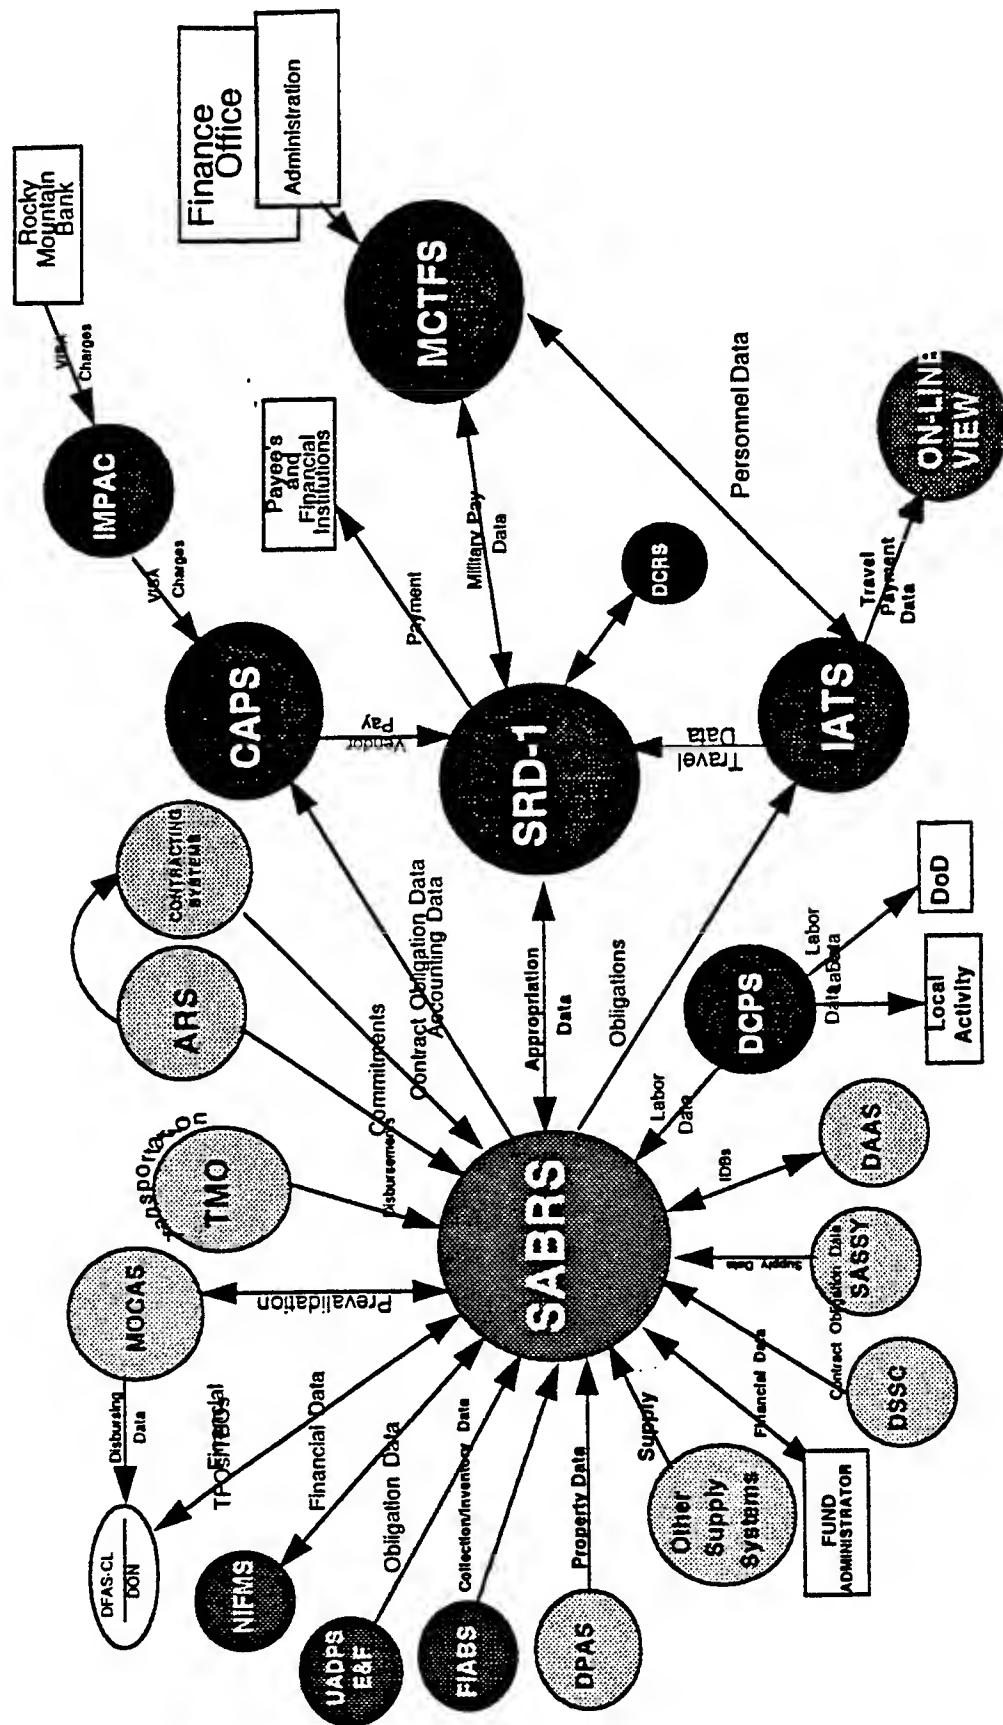 Rocky
Mountain
Bank
VISA
Charges
IMPAC
VISA
Charges
CAPS
Finance
Office
Administration
MCTFS
Payee's
and
Financial
Institutions
Payment
Military Pay
Data
Personnel Data
DCRS
SRD-1
Vendor
Pay
Travel
Data
IATS
Travel
Payment
Data
ON-LINE
VIEW
CONTRACTING
SYSTEMS
ARS
Transportation
TMO
MOCAS
Disbursing
Data
DFAS-CL
DON
Prevalidation
Disbursements
Commitments
Contract Obligation Data
Accounting Data
Appropriation
Data
Obligations
SABRS
Labor
Data
DCPS
Labor
Data
Labor
Data
DoD
Local
Activity
IDBs
DAAS
Supply Data
SASSY
Contract Obligation Data
DSSC
Financial Data
FUND
ADMINISTRATOR
Supply
Other
Supply
Systems
Property Data
DPAS
Collection/Inventory Data
FIABS
Obligation Data
UADPS
E&F
Financial Data
NIFMS
Financial